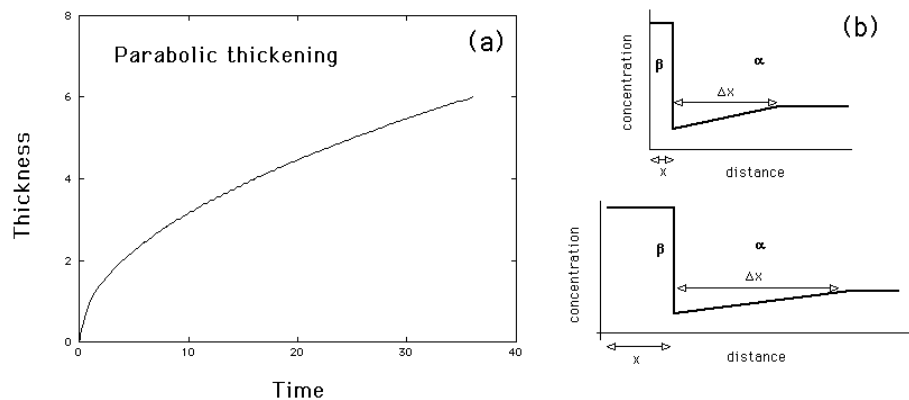 (a)
Parabolic thickening
8
6
4
2
0
0 10 20 30 40
Thickness
Time
(b)
concentration
β
α
Δx
x
distance
concentration
β
α
Δx
x
distance